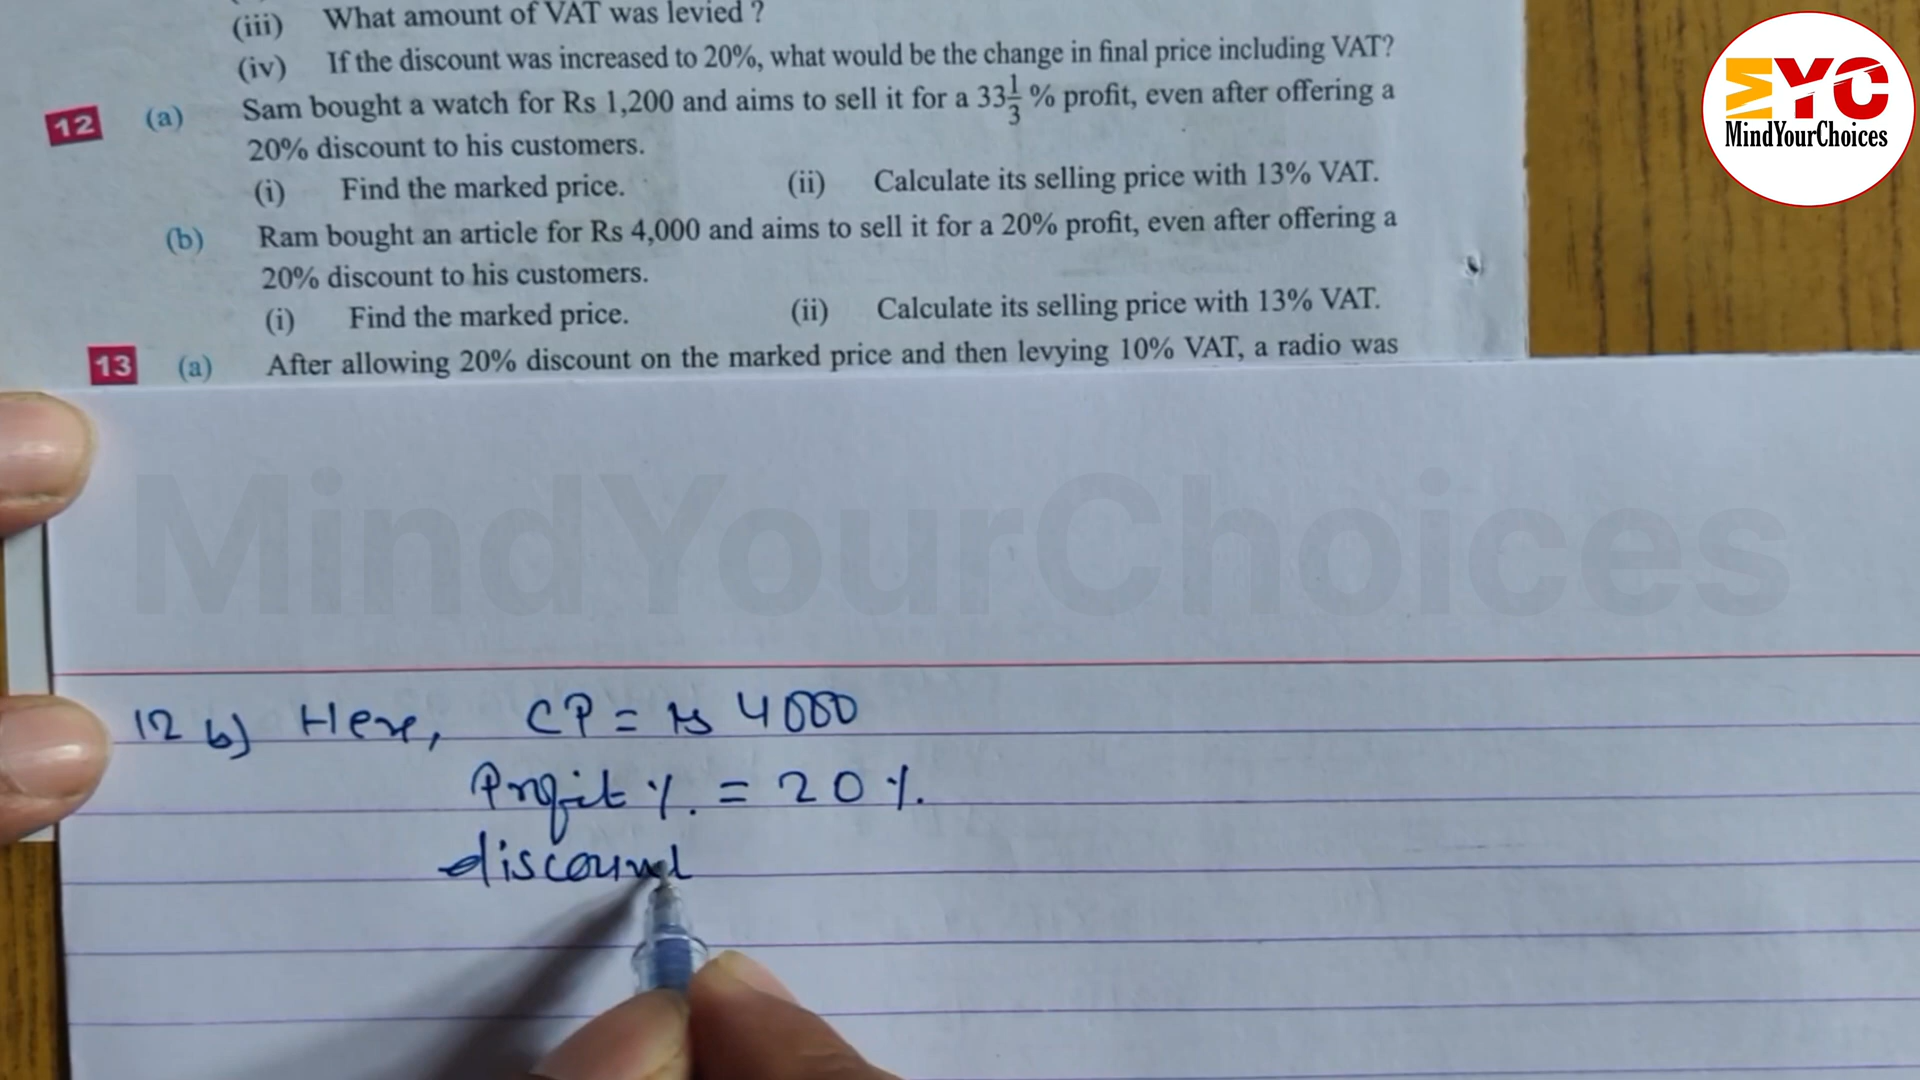 (iii) What amount of VAT was levied ?
(iv) If the discount was increased to 20%, what would be the change in final price including VAT?
12 (a) Sam bought a watch for Rs 1,200 and aims to sell it for a 33 1/3 % profit, even after offering a
20% discount to his customers.
(i) Find the marked price. (ii) Calculate its selling price with 13% VAT.
(b) Ram bought an article for Rs 4,000 and aims to sell it for a 20% profit, even after offering a
20% discount to his customers.
(i) Find the marked price. (ii) Calculate its selling price with 13% VAT.
13 (a) After allowing 20% discount on the marked price and then levying 10% VAT, a radio was
MYC
MindYourChoices
MindYourChoices
12 b) Here, CP = Rs 4000
Profit % = 20 %
discount